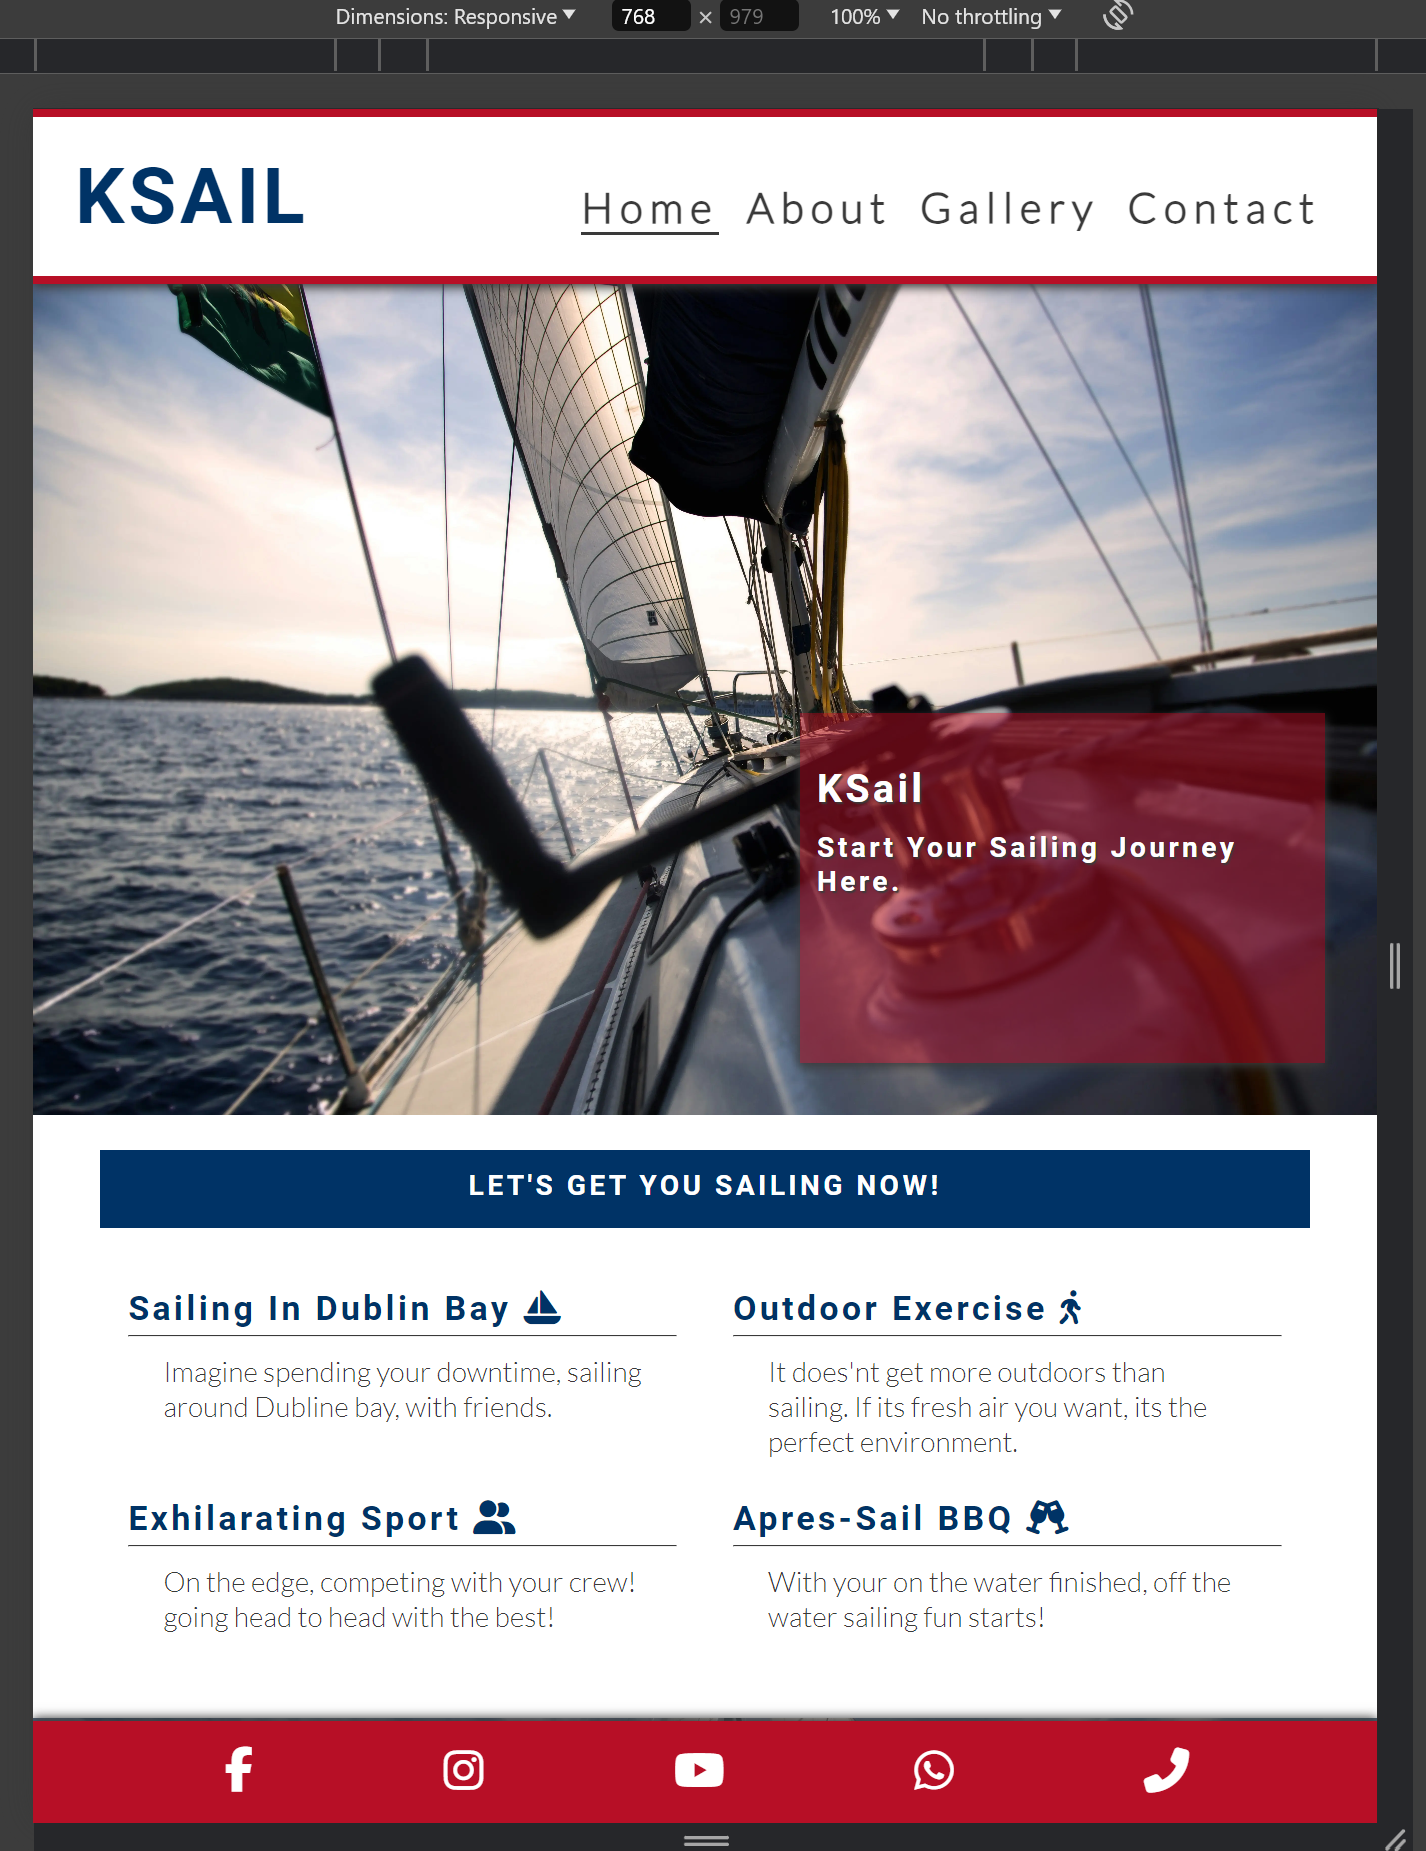 Dimensions: Responsive 768 × 979 100% No throttling
KSAIL
Home About Gallery Contact
KSail
Start Your Sailing Journey
Here.
LET'S GET YOU SAILING NOW!
Sailing In Dublin Bay
Imagine spending your downtime, sailing
around Dubline bay, with friends.
Outdoor Exercise
It does'nt get more outdoors than
sailing. If its fresh air you want, its the
perfect environment.
Exhilarating Sport
On the edge, competing with your crew!
going head to head with the best!
Apres-Sail BBQ
With your on the water finished, off the
water sailing fun starts!